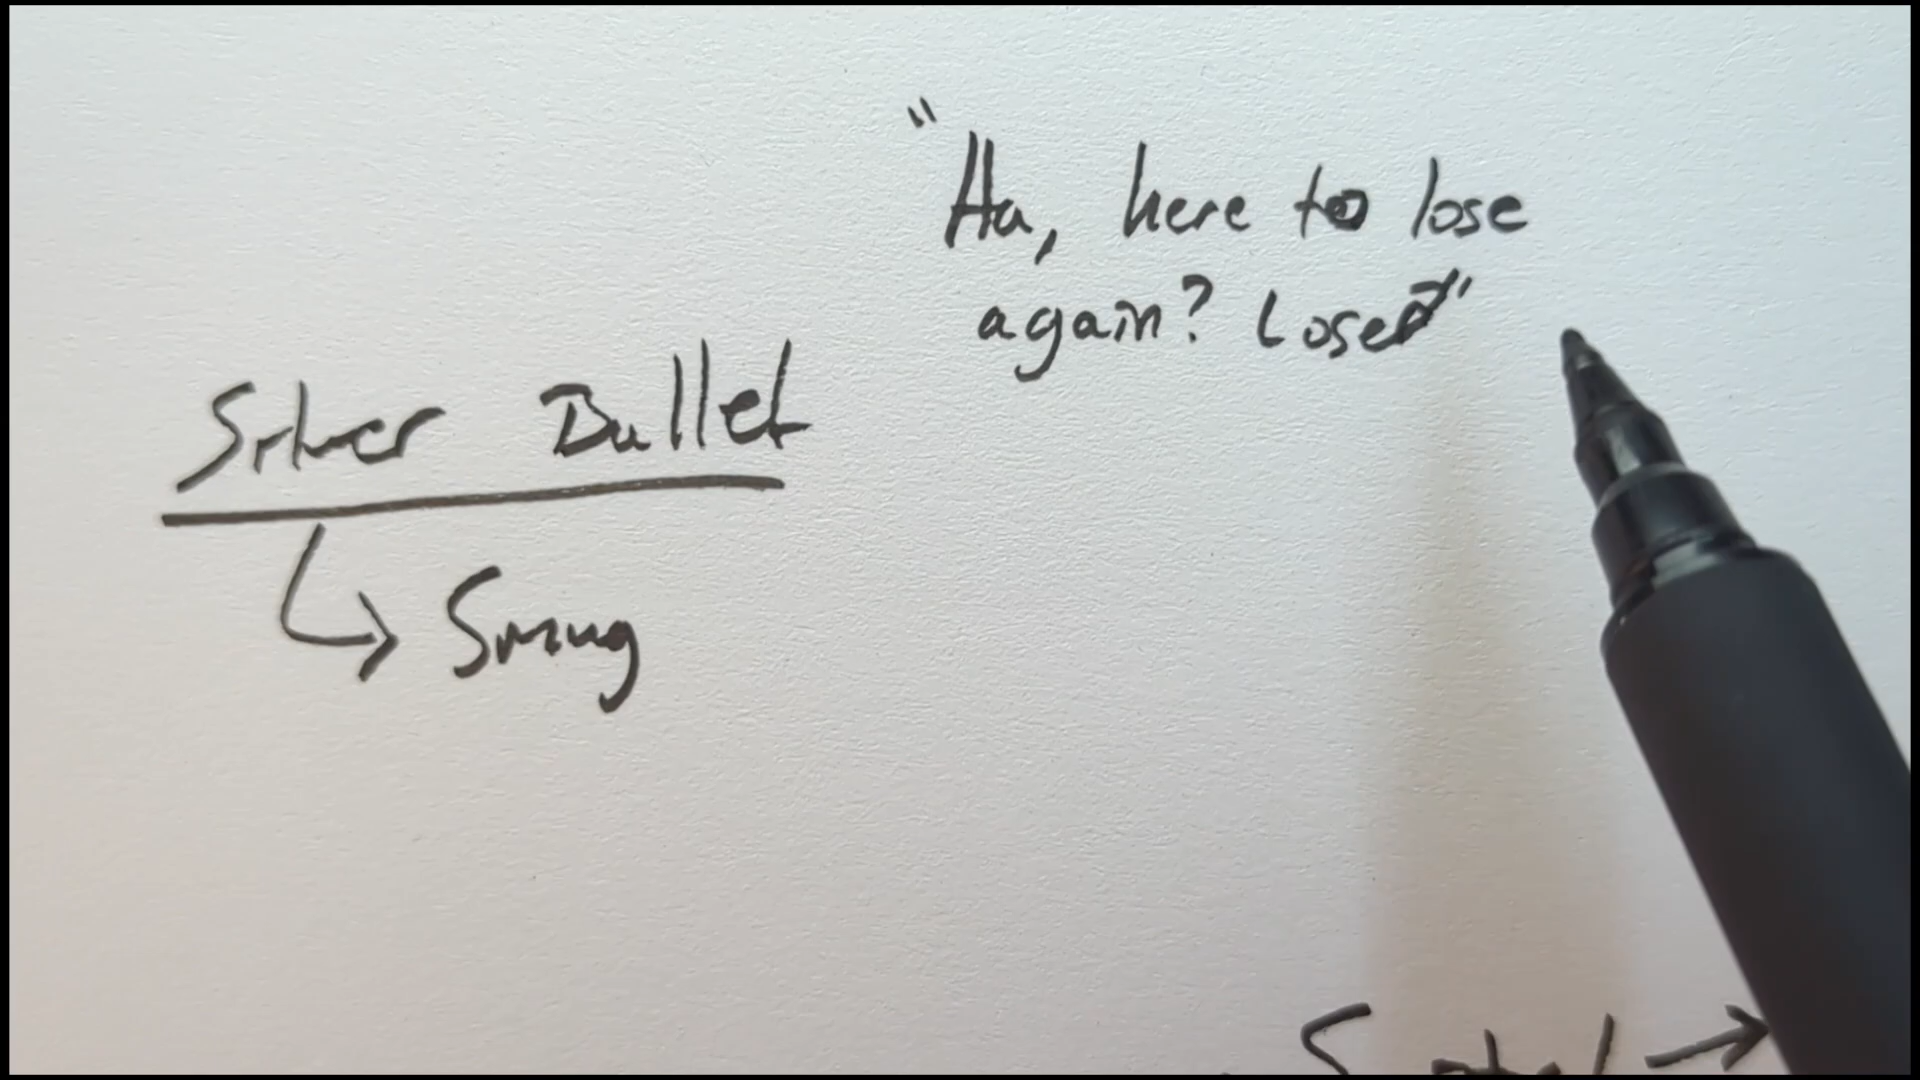 "Ha, here to lose
again? Loser"
Silver Bullet
Smug